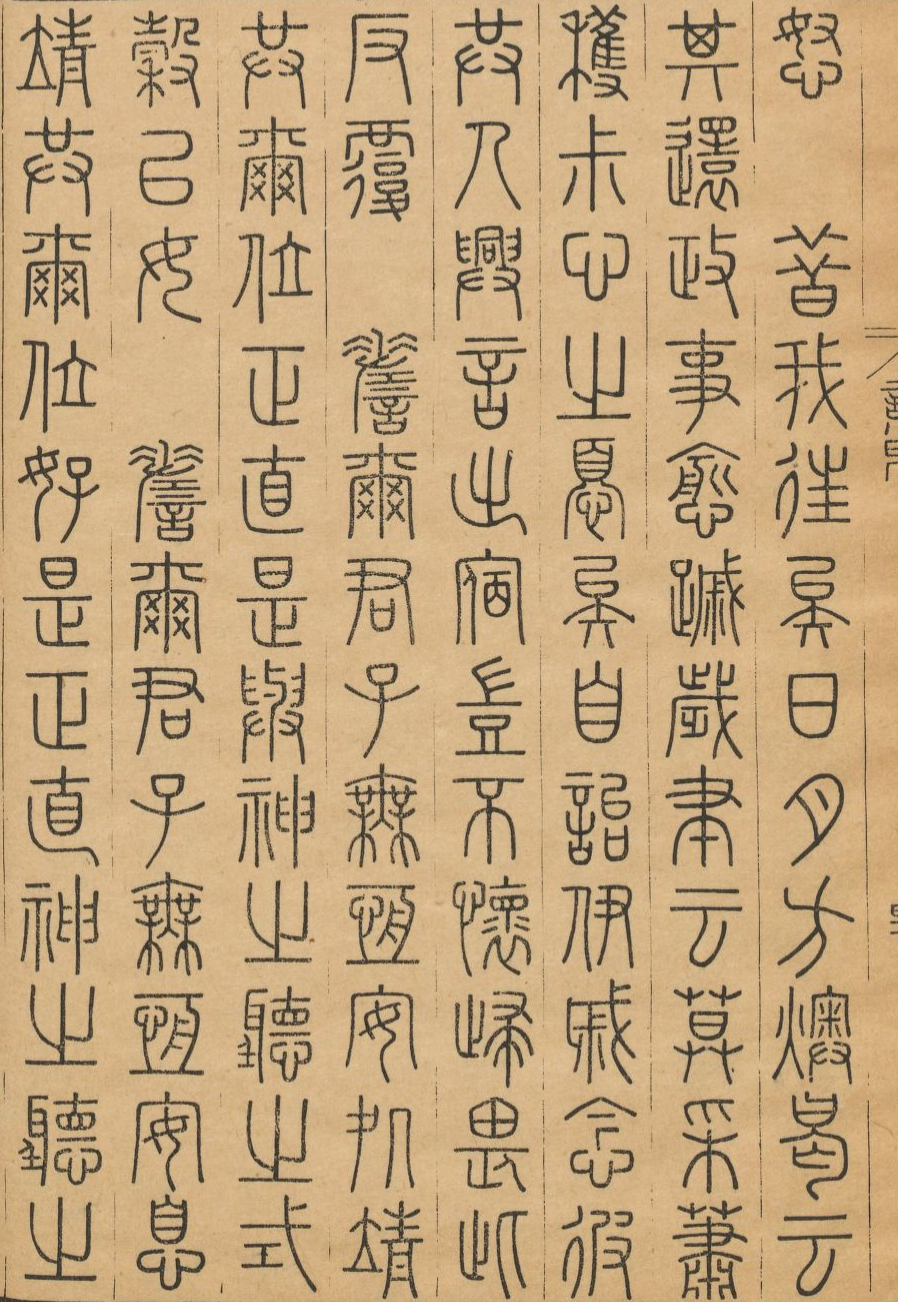 怒　昔我往矣日月方燠曷云
其還政事愈蹙歲聿云莫采蕭
穫尗心之憂矣自詒伊戚念彼
共人興言出宿豈不懷歸畏此
反覆　嗟爾君子無恆安処靖
共爾位正直是與神之聽之式
穀以女　嗟爾君子無恆安息
靖共爾位好是正直神之聽之